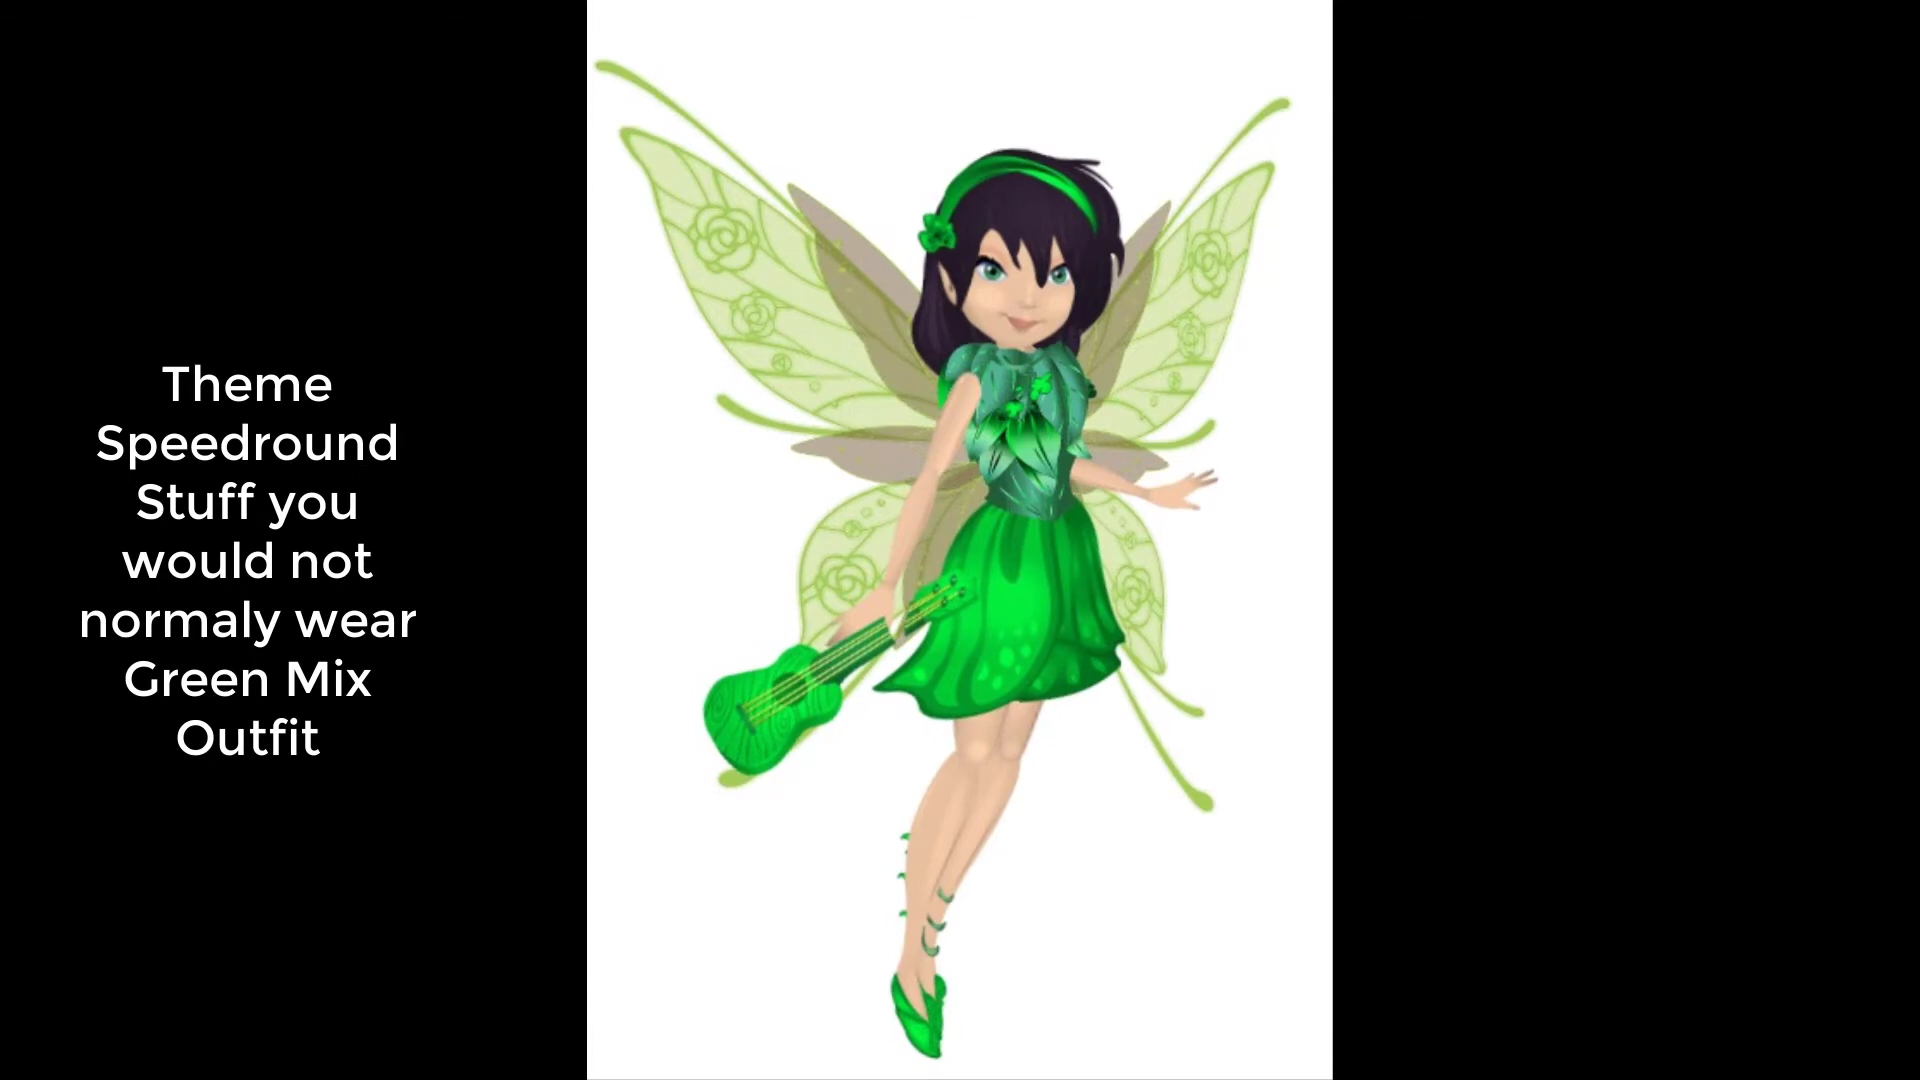 Theme
Speedround
Stuff you
would not
normaly wear
Green Mix
Outfit